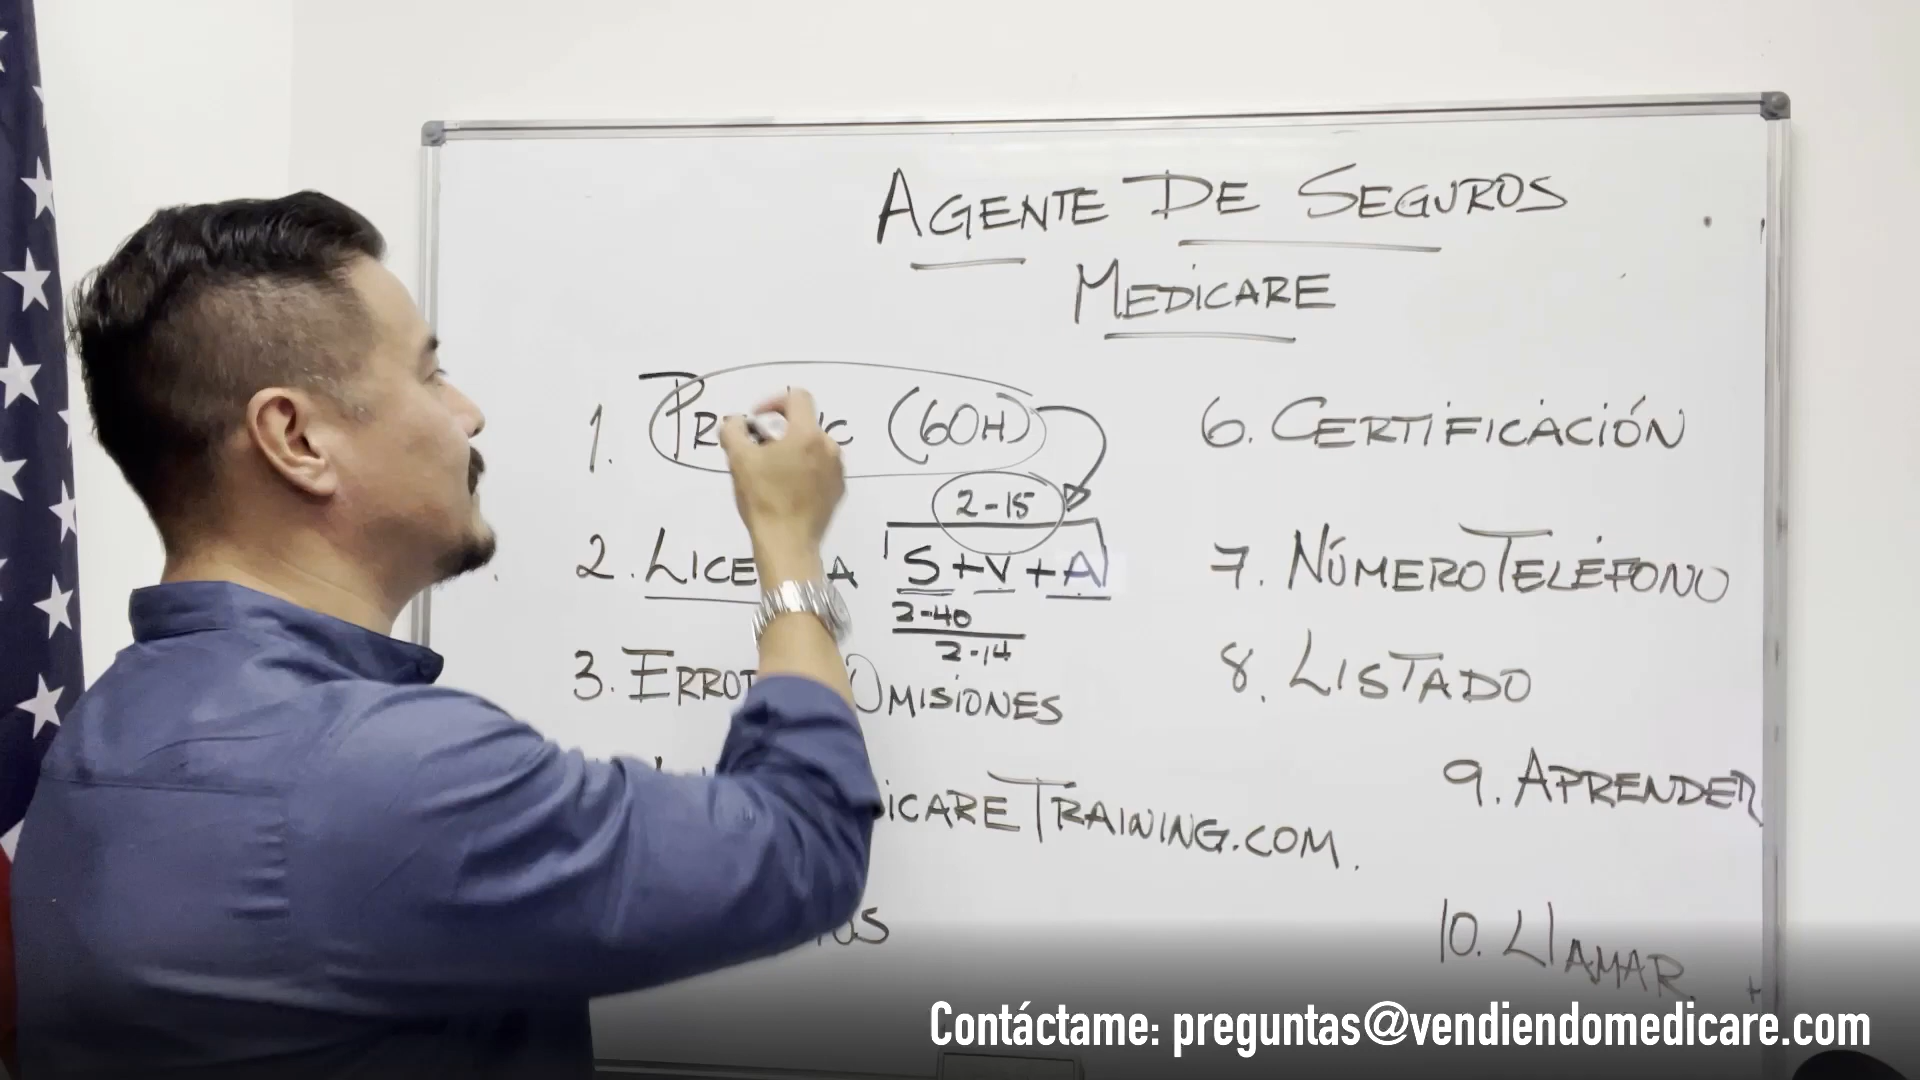 AGENTE DE SEGUROS
MEDICARE
1. (60H)
2-15
2. S+V+A
2-40
2-14
3. OMISIONES
TRAINING.COM.
6. CERTIFICACIÓN
7. NÚMERO TELÉFONO
8. LISTADO
9. APRENDER
10. LLAMAR
Contáctame: preguntas@vendiendomedicare.com